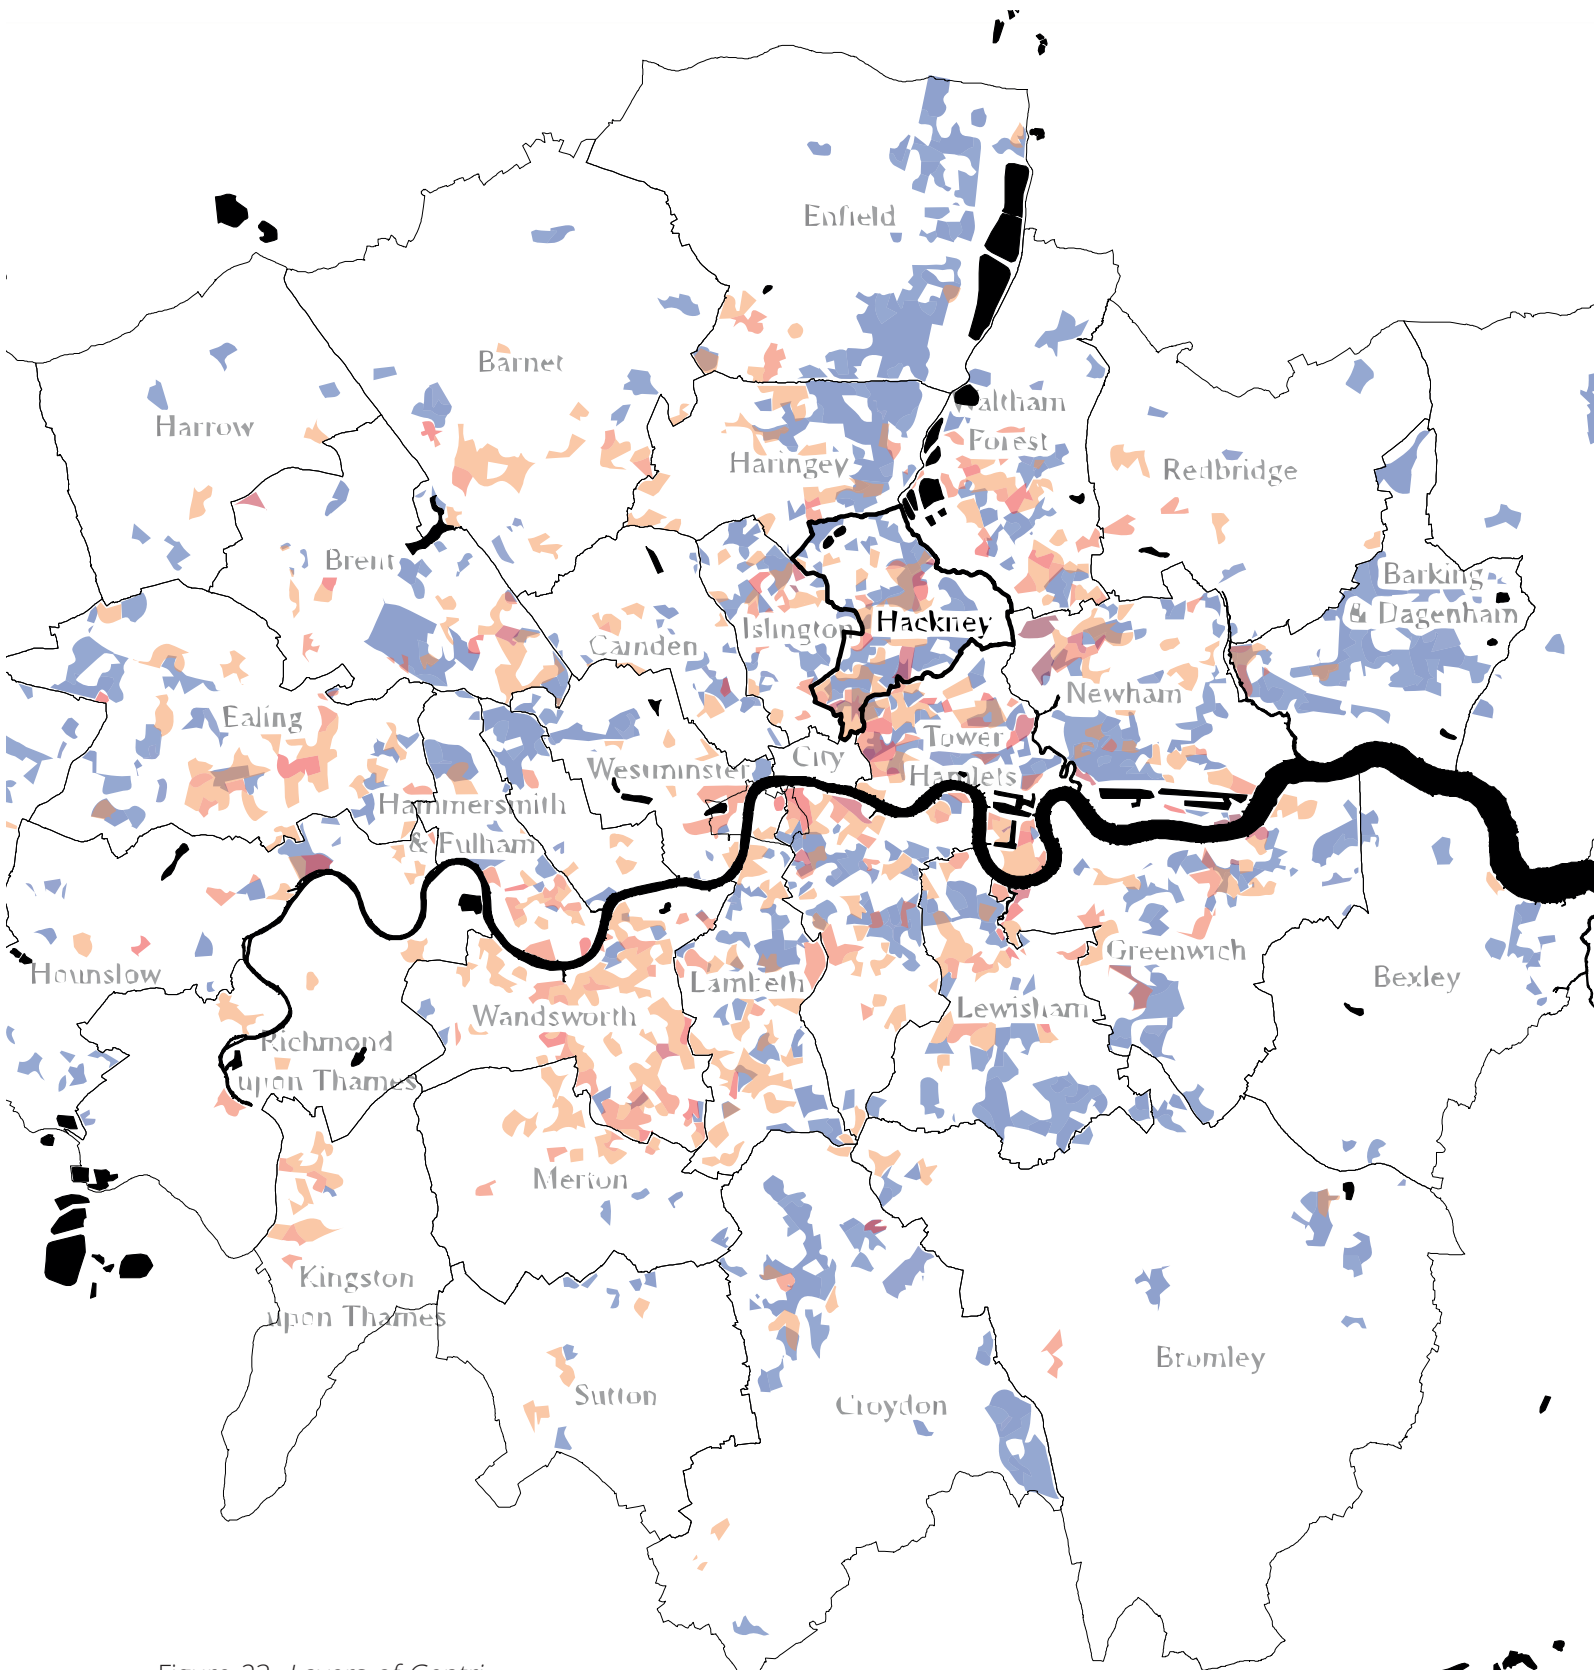 Enfield
Barnet
Waltham
Forest
Harrow
Haringey
Redbridge
Brent
Barking
& Dagenham
Islington
Hackney
Camden
Newham
Ealing
Tower
Hamlets
City
Westminster
Hammersmith
& Fulham
Greenwich
Hounslow
Lambeth
Bexley
Wandsworth
Lewisham
Richmond
upon Thames
Merton
Kingston
upon Thames
Bromley
Sutton
Croydon